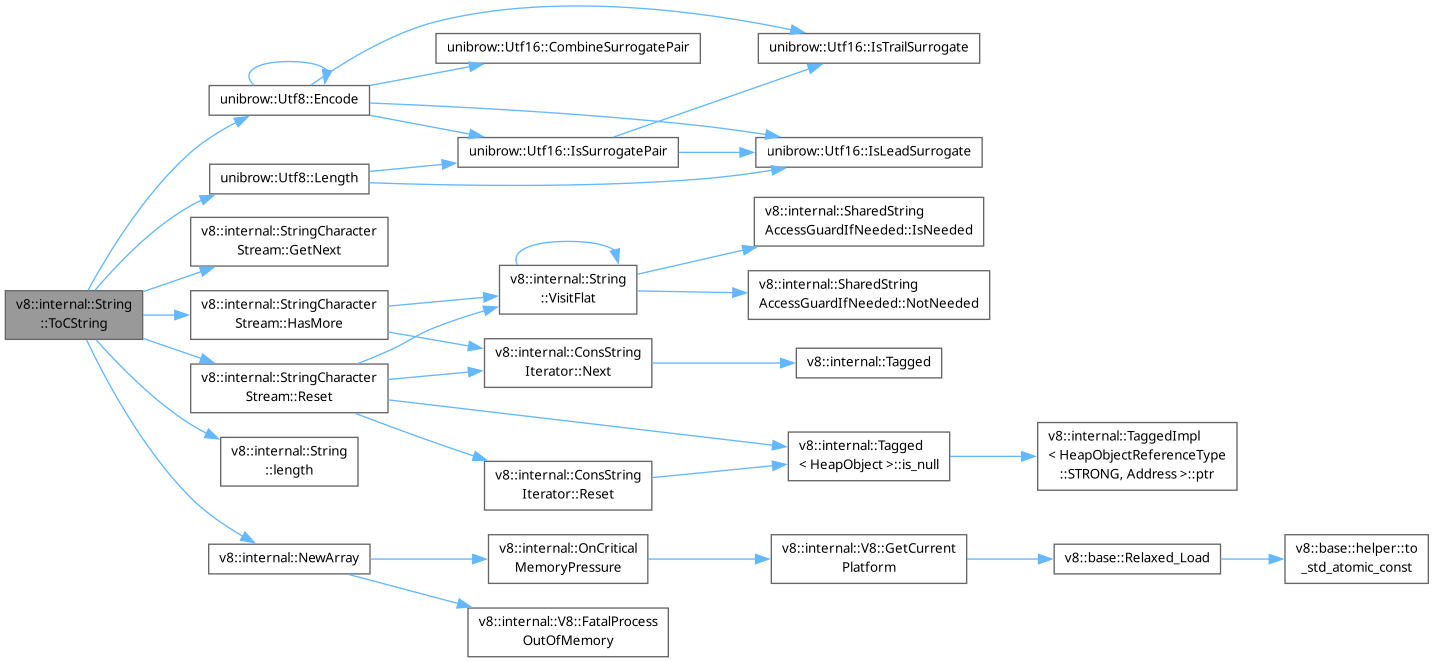 v8::internal::String
::ToCString
unibrow::Utf8::Encode
unibrow::Utf16::CombineSurrogatePair
unibrow::Utf16::IsTrailSurrogate
unibrow::Utf16::IsSurrogatePair
unibrow::Utf16::IsLeadSurrogate
unibrow::Utf8::Length
v8::internal::StringCharacter
Stream::GetNext
v8::internal::StringCharacter
Stream::HasMore
v8::internal::String
::VisitFlat
v8::internal::SharedString
AccessGuardIfNeeded::IsNeeded
v8::internal::SharedString
AccessGuardIfNeeded::NotNeeded
v8::internal::ConsString
Iterator::Next
v8::internal::Tagged
v8::internal::StringCharacter
Stream::Reset
v8::internal::ConsString
Iterator::Reset
v8::internal::Tagged
< HeapObject >::is_null
v8::internal::TaggedImpl
< HeapObjectReferenceType
::STRONG, Address >::ptr
v8::internal::String
::length
v8::internal::NewArray
v8::internal::OnCritical
MemoryPressure
v8::internal::V8::GetCurrent
Platform
v8::base::Relaxed_Load
v8::base::helper::to
_std_atomic_const
v8::internal::V8::FatalProcess
OutOfMemory